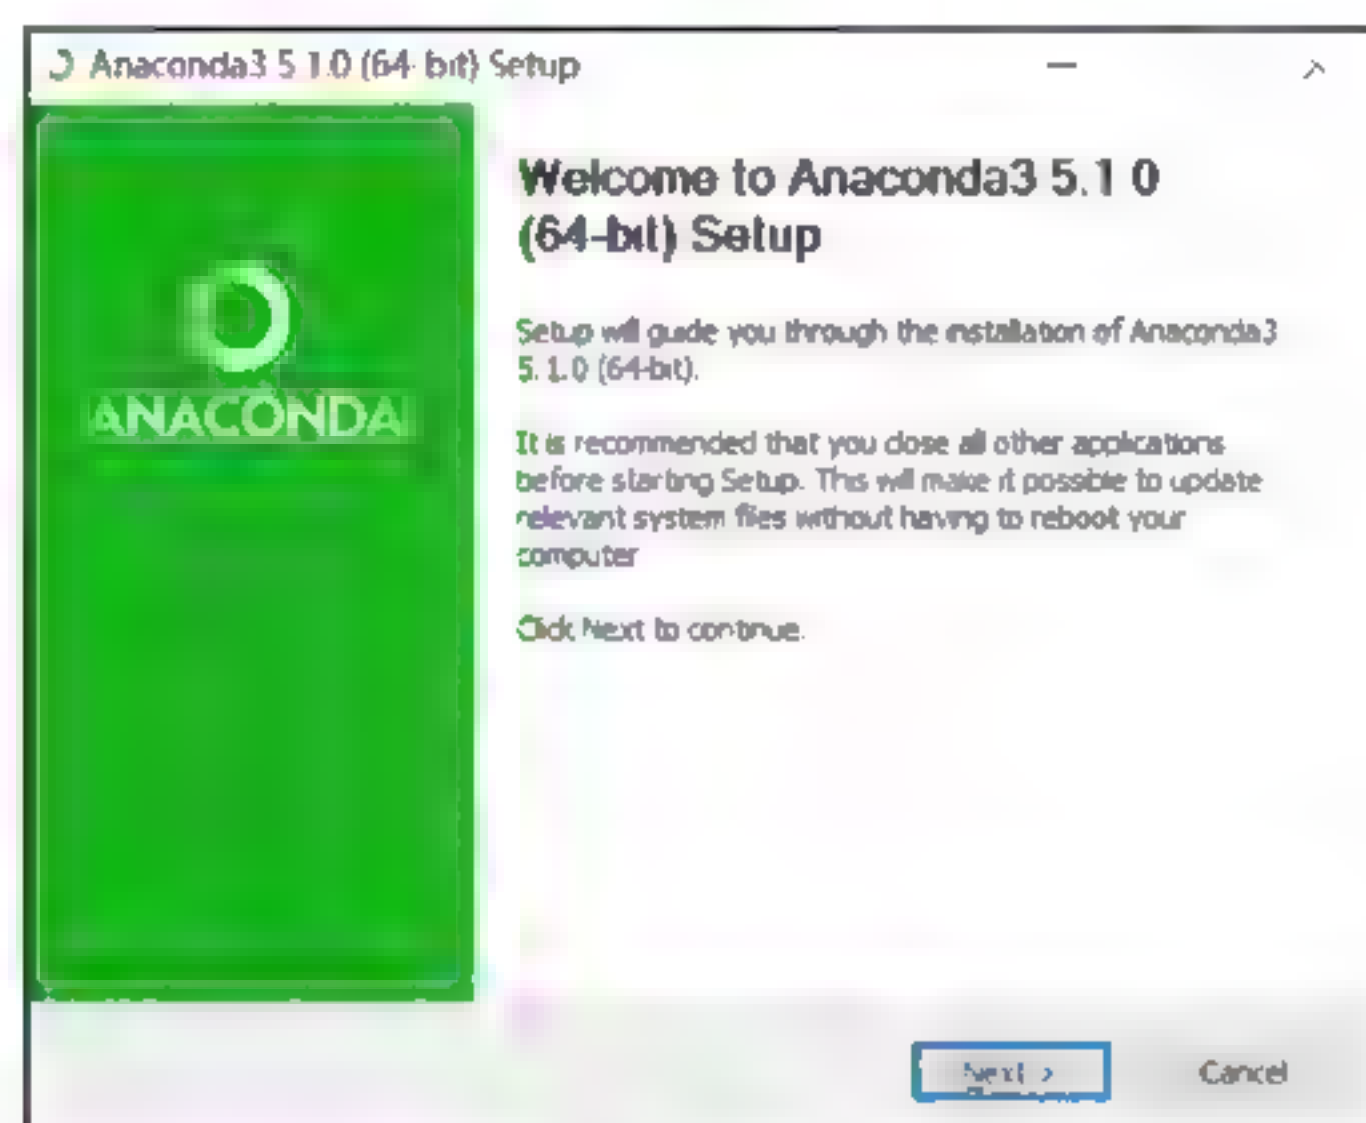 Anaconda3 5.1.0 (64-bit) Setup
ANACONDA
Welcome to Anaconda3 5.1.0
(64-bit) Setup
Setup will guide you through the installation of Anaconda3
5.1.0 (64-bit).
It is recommended that you close all other applications
before starting Setup. This will make it possible to update
relevant system files without having to reboot your
computer.
Click Next to continue.
Next >
Cancel